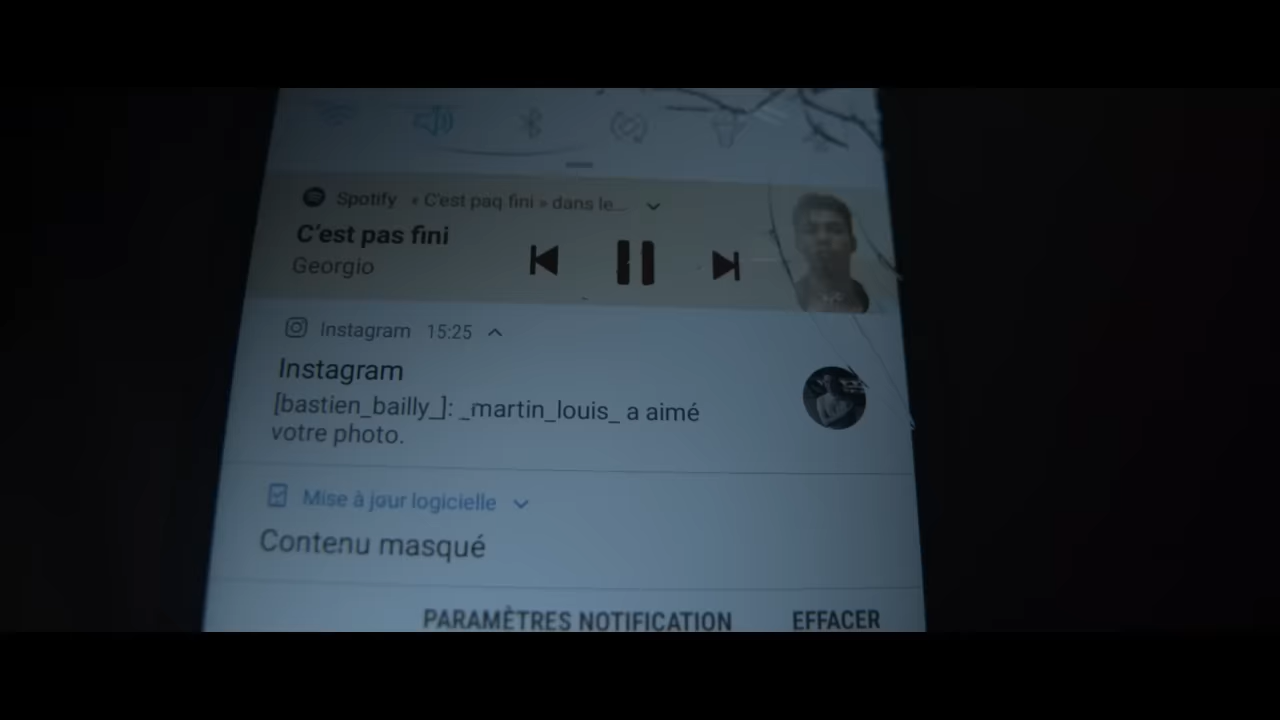 Spotify « C'est paq fini » dans le...
C'est pas fini
Georgio
Instagram 15:25
Instagram
[bastien_bailly_]: _martin_louis_ a aimé
votre photo.
Mise à jour logicielle
Contenu masqué
PARAMÈTRES NOTIFICATION EFFACER